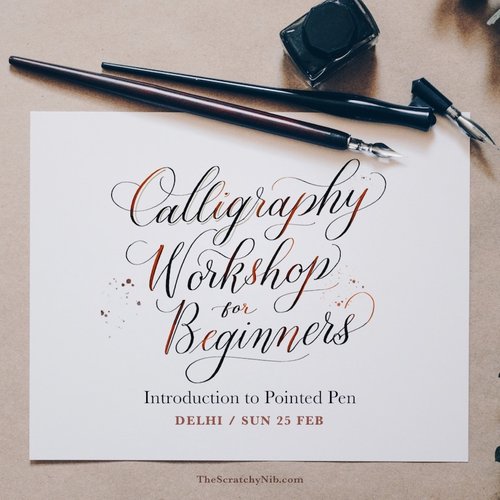 Calligraphy
Workshop
for
Beginners
Introduction to Pointed Pen
DELHI / SUN 25 FEB
TheScratchyNib.com